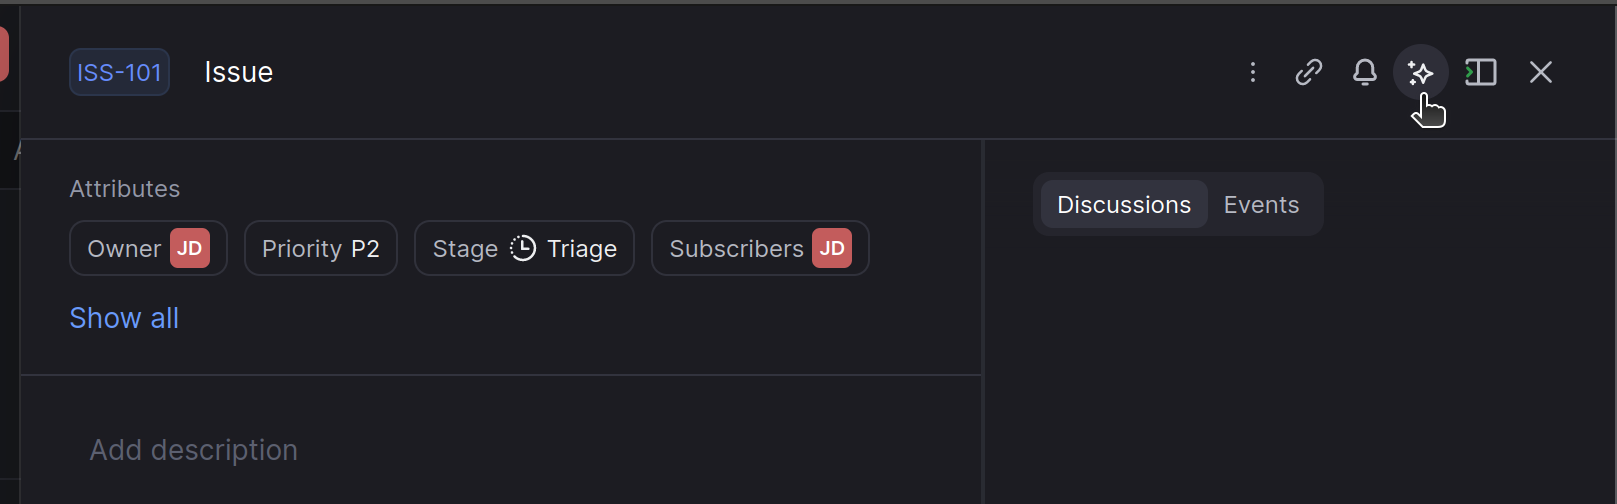 ISS-101 Issue
Attributes
Discussions Events
Owner JD Priority P2 Stage Triage Subscribers JD
Show all
Add description